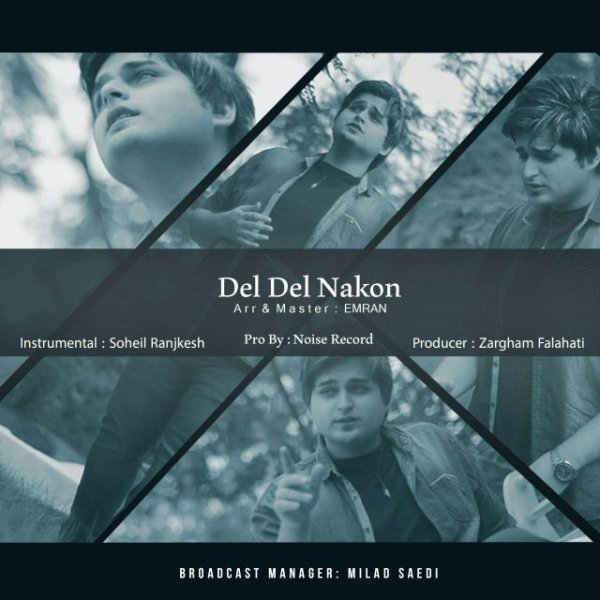 Del Del Nakon
Arr & Master : EMRAN
Instrumental : Soheil Ranjkesh
Pro By : Noise Record
Producer : Zargham Falahati
BROADCAST MANAGER: MILAD SAEDI